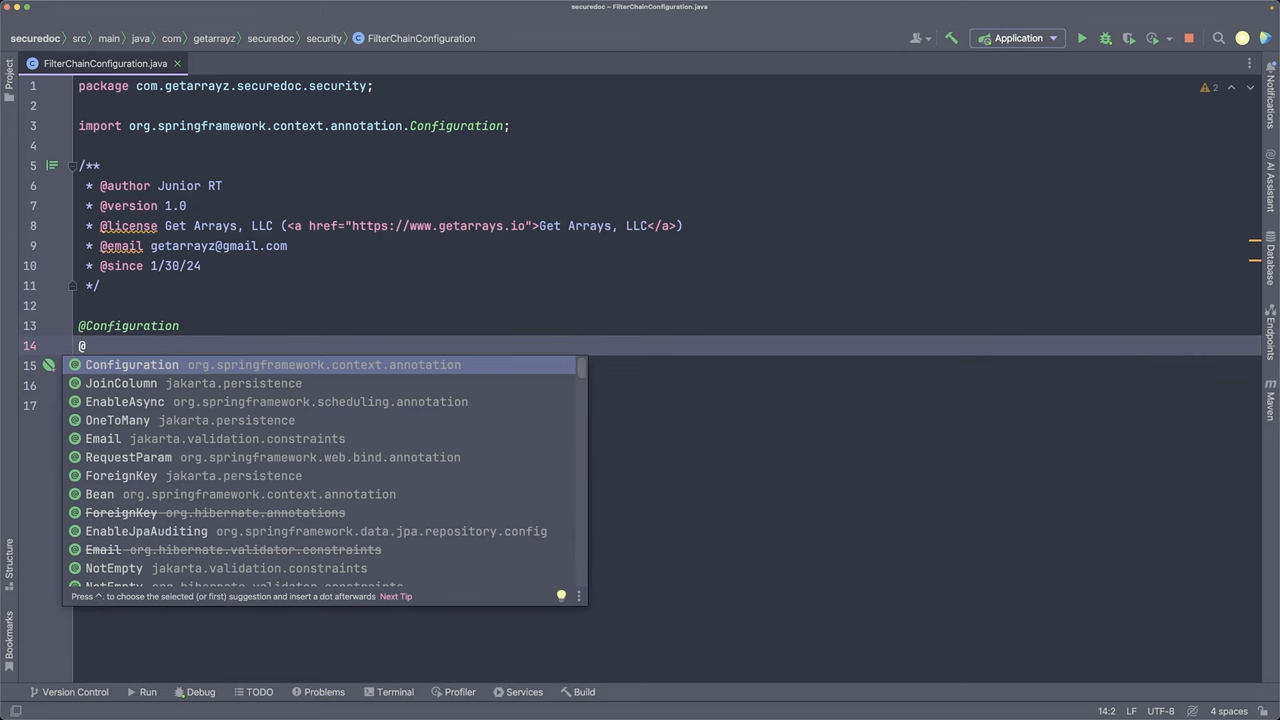 securedoc – FilterChainConfiguration.java
securedoc src main java com getarrayz securedoc security FilterChainConfiguration
Application
Project
FilterChainConfiguration.java
1 package com.getarrayz.securedoc.security;
2
2
3 import org.springframework.context.annotation.Configuration;
4
5 /**
6 * @author Junior RT
7 * @version 1.0
8 * @license Get Arrays, LLC (<a href="https://www.getarrays.io">Get Arrays, LLC</a>)
9 * @email getarrayz@gmail.com
10 * @since 1/30/24
11 */
12
13 @Configuration
14 @
15
16
17
Configuration org.springframework.context.annotation
JoinColumn jakarta.persistence
EnableAsync org.springframework.scheduling.annotation
OneToMany jakarta.persistence
Email jakarta.validation.constraints
RequestParam org.springframework.web.bind.annotation
ForeignKey jakarta.persistence
Bean org.springframework.context.annotation
ForeignKey org.hibernate.annotations
EnableJpaAuditing org.springframework.data.jpa.repository.config
Email org.hibernate.validator.constraints
NotEmpty jakarta.validation.constraints
NotEmpty org.hibernate.validator.constraints
Press ^. to choose the selected (or first) suggestion and insert a dot afterwards Next Tip
Notifications
AI Assistant
Database
Endpoints
Maven
Structure
Bookmarks
Version Control Run Debug TODO Problems Terminal Profiler Services Build
14:2 LF UTF-8 4 spaces